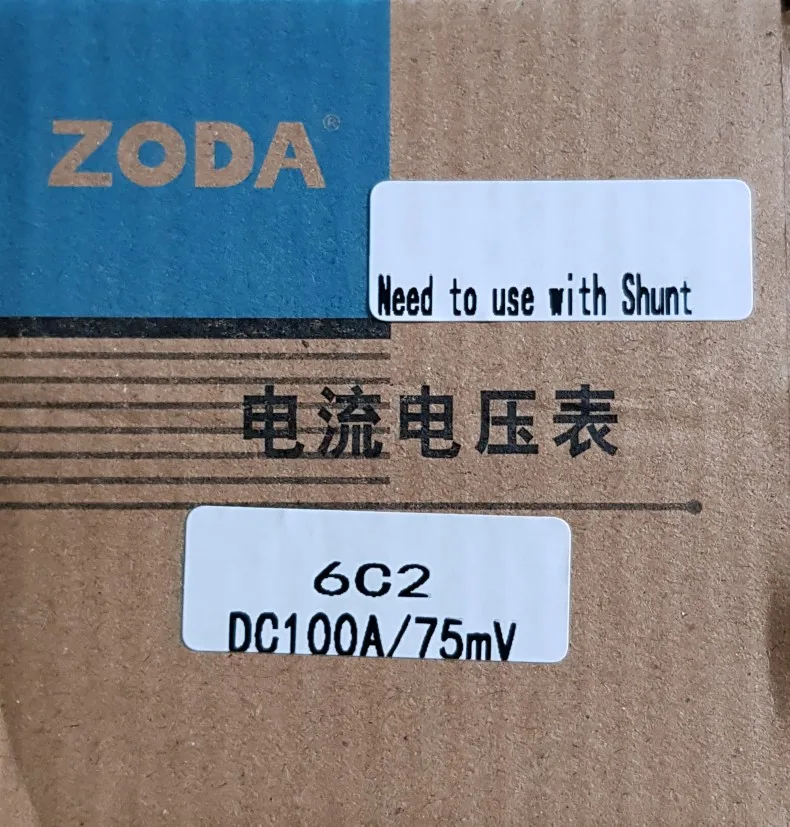 ZODA®
Need to use with Shunt
电流电压表
6C2
DC100A/75mV